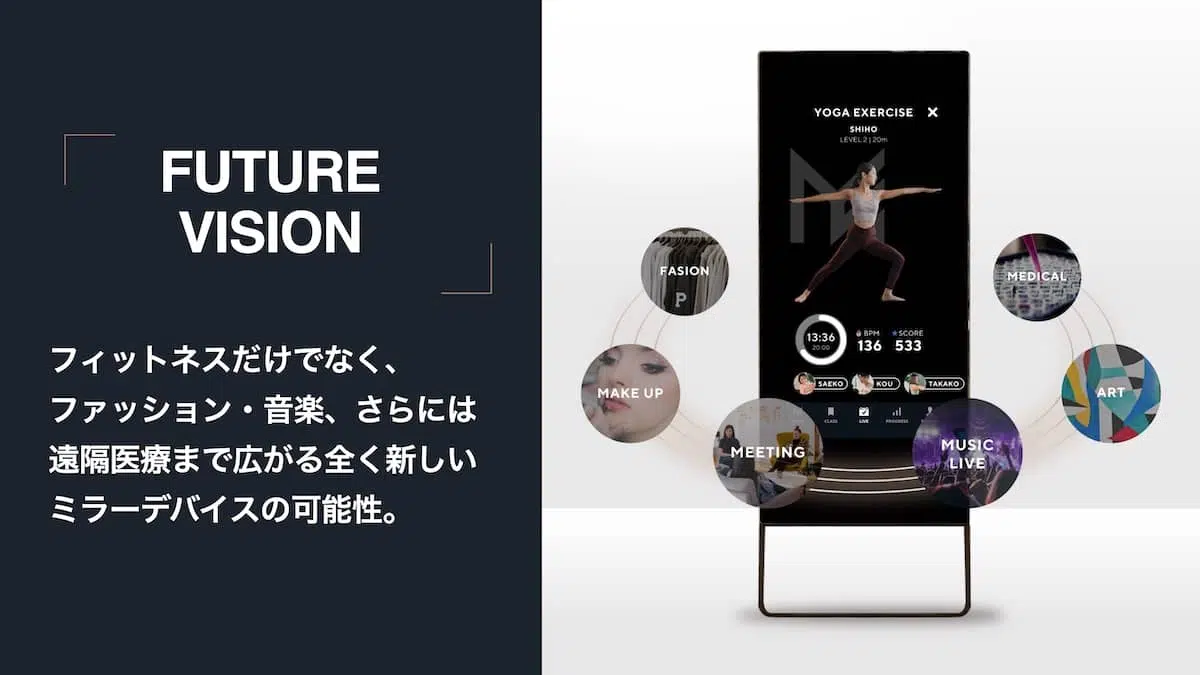 FUTURE
VISION
フィットネスだけでなく、
ファッション・音楽、さらには
遠隔医療まで広がる全く新しい
ミラーデバイスの可能性。
YOGA EXERCISE ×
SHIHO
LEVEL 2 | 20m
13:36
20:00
BPM
136
★SCORE
533
SAEKO
KOU
TAKAKO
CLASS
LIVE
PROGRESS
FASION
P
MAKE UP
MEETING
MUSIC
LIVE
ART
MEDICAL